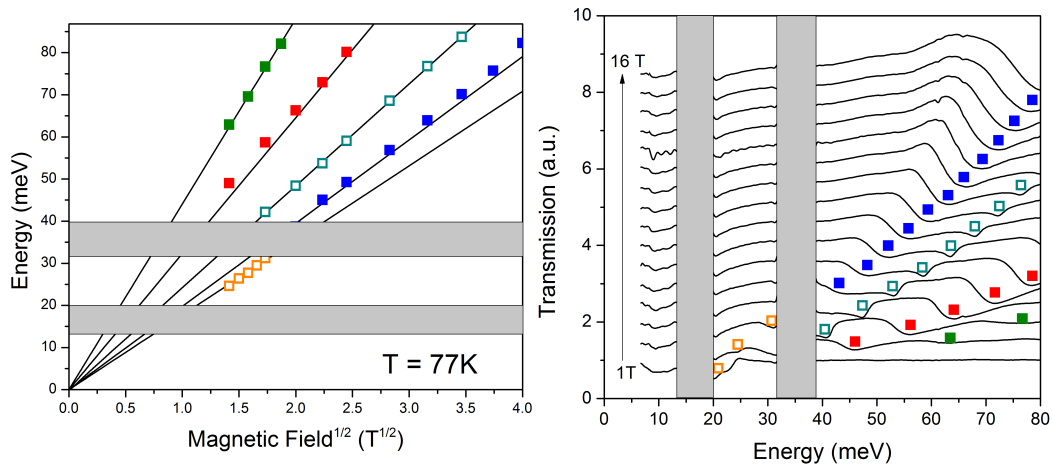 80
70
60
50
40
30
20
10
0
Energy (meV)
0.0 0.5 1.0 1.5 2.0 2.5 3.0 3.5 4.0
Magnetic Field1/2 (T1/2)
T = 77K
10
8
6
4
2
0
Transmission (a.u.)
16 T
1T
0 10 20 30 40 50 60 70 80
Energy (meV)